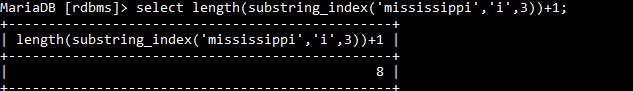 MariaDB [rdbms]> select length(substring_index('mississippi','i',3))+1;
+----------------------------------------------+
| length(substring_index('mississippi','i',3))+1 |
+----------------------------------------------+
| 8 |
+----------------------------------------------+